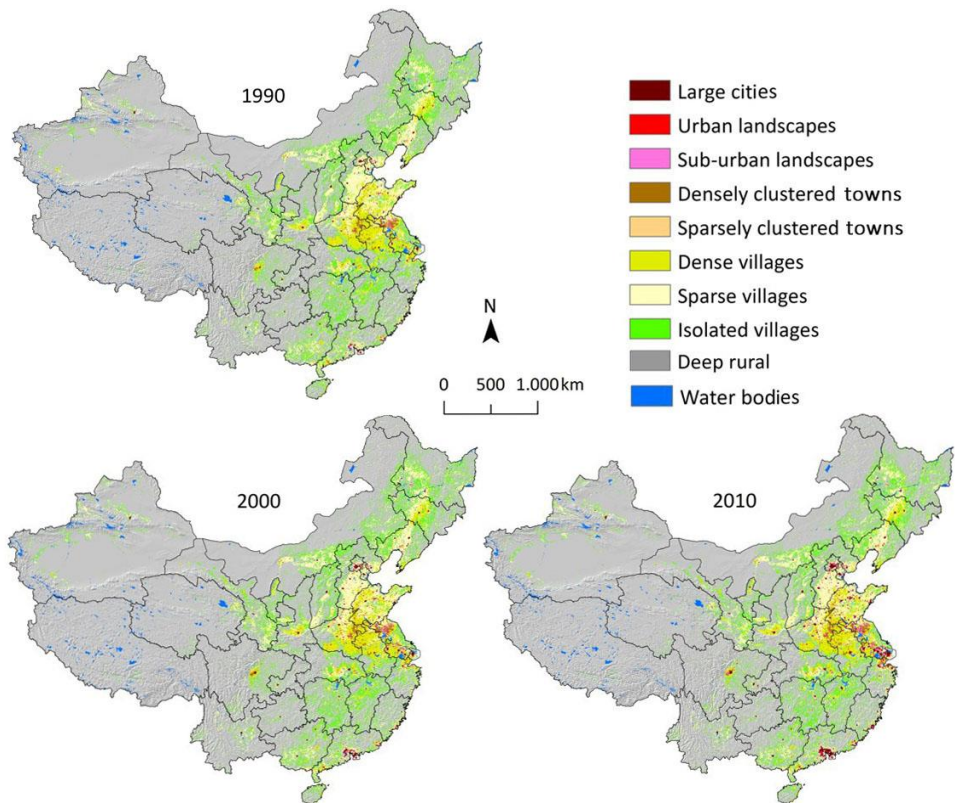 1990
Large cities
Urban landscapes
Sub-urban landscapes
Densely clustered towns
Sparsely clustered towns
Dense villages
Sparse villages
Isolated villages
Deep rural
Water bodies
N
0 500 1.000 km
2000
2010